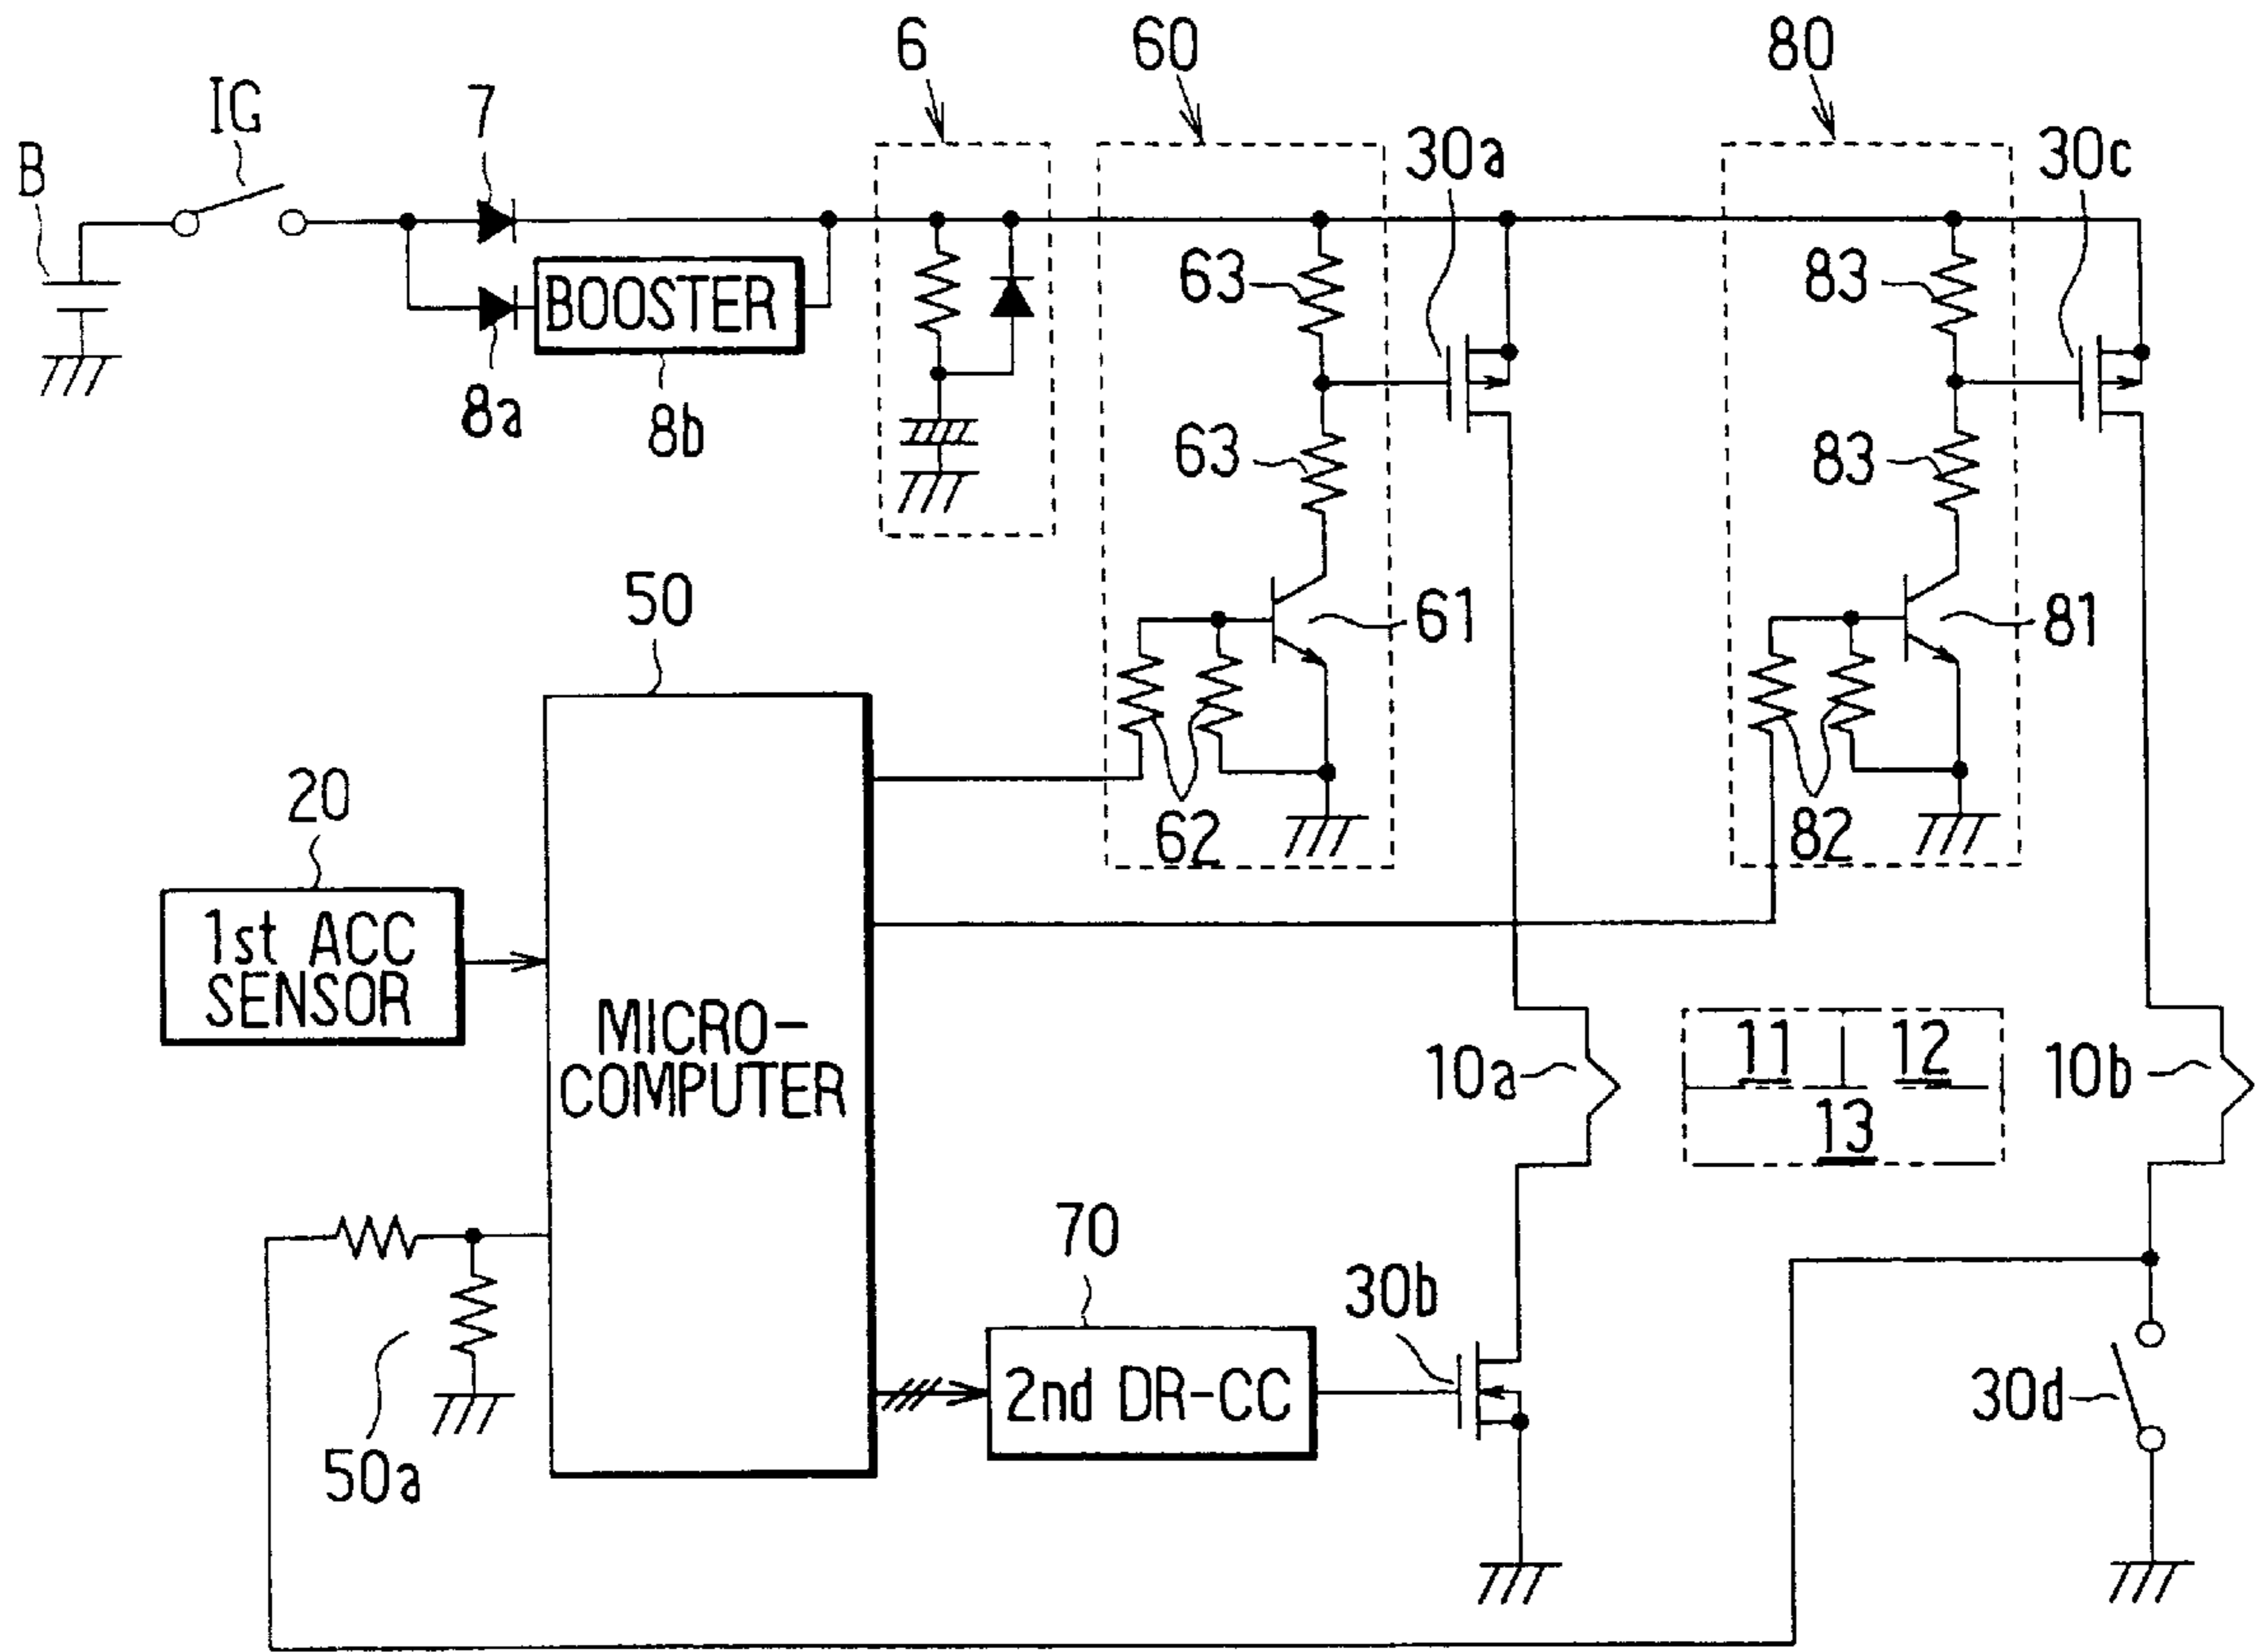 6
60
80
IG
7
30a
30c
B
63
83
BOOSTER
8a
8b
63
83
50
61
81
20
62
82
1st ACC
SENSOR
MICRO-
COMPUTER
10a
11
12
10b
13
70
30b
2nd DR-CC
30d
50a